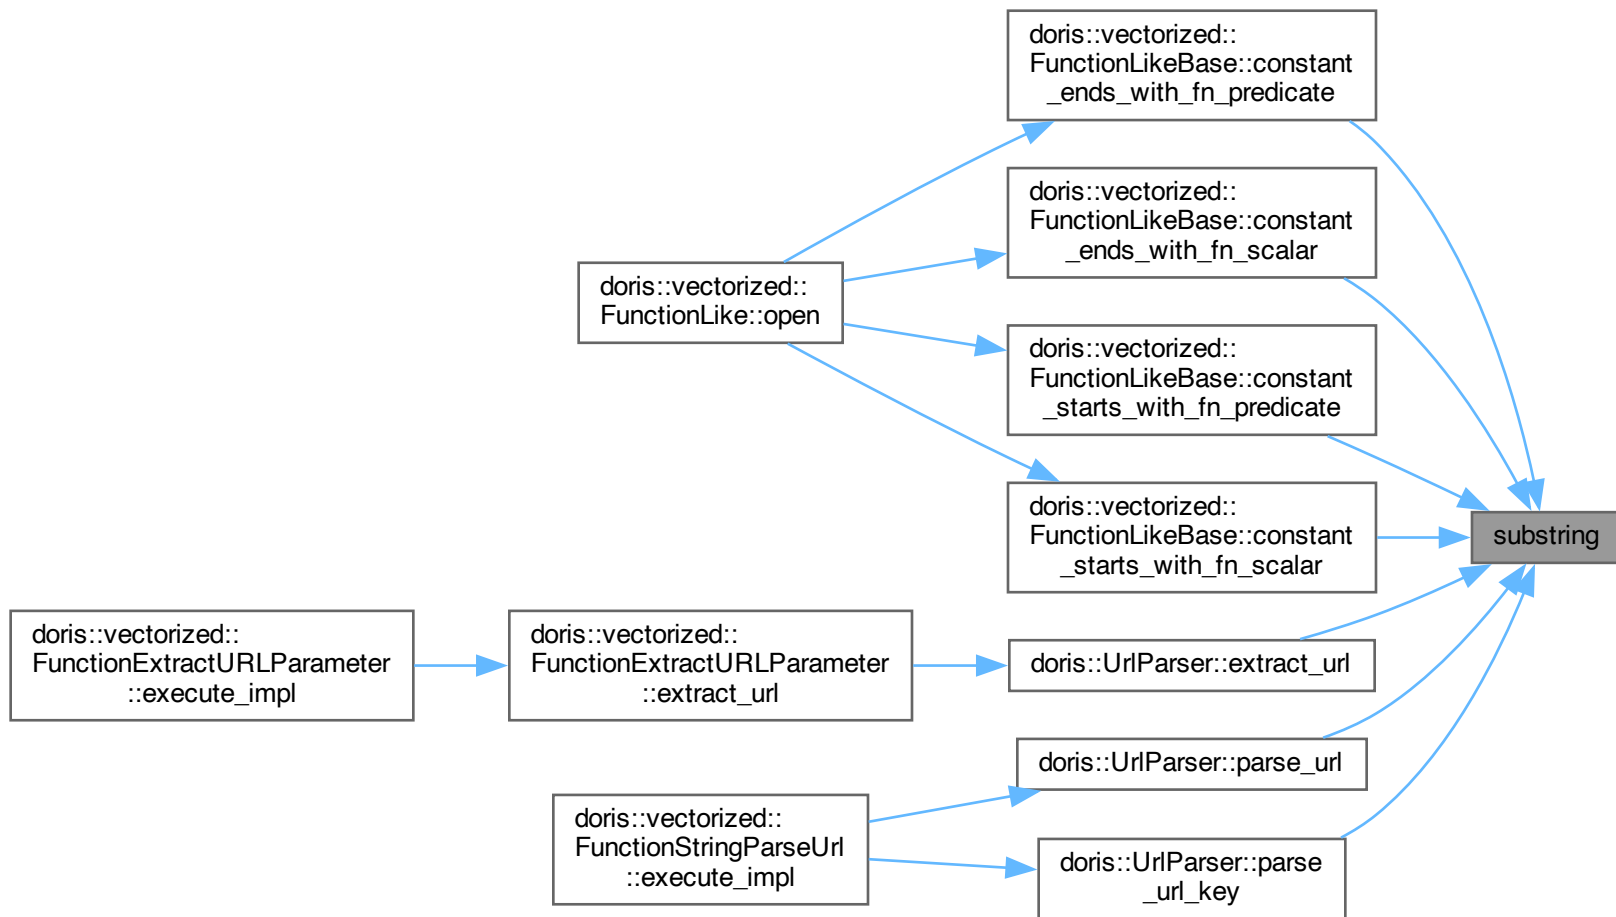 doris::vectorized::
FunctionLikeBase::constant
_ends_with_fn_predicate
doris::vectorized::
FunctionLikeBase::constant
_ends_with_fn_scalar
doris::vectorized::
FunctionLike::open
doris::vectorized::
FunctionLikeBase::constant
_starts_with_fn_predicate
doris::vectorized::
FunctionLikeBase::constant
_starts_with_fn_scalar
substring
doris::vectorized::
FunctionExtractURLParameter
::execute_impl
doris::vectorized::
FunctionExtractURLParameter
::extract_url
doris::UrlParser::extract_url
doris::UrlParser::parse_url
doris::vectorized::
FunctionStringParseUrl
::execute_impl
doris::UrlParser::parse
_url_key